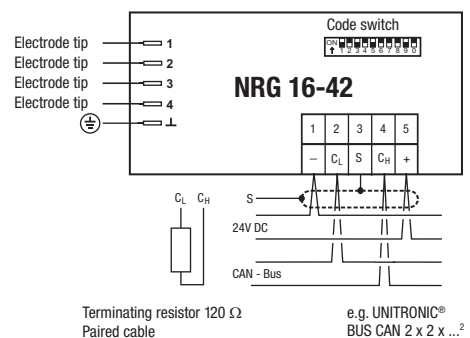 Code switch
ON 1 2 3 4 5 6 7 8 9 0
Electrode tip 1
Electrode tip 2
Electrode tip 3
Electrode tip 4
NRG 16-42
1 2 3 4 5
– CL S CH +
CL CH
S
24V DC
CAN - Bus
Terminating resistor 120 Ω
Paired cable
e.g. UNITRONIC®
BUS CAN 2 x 2 x ...²